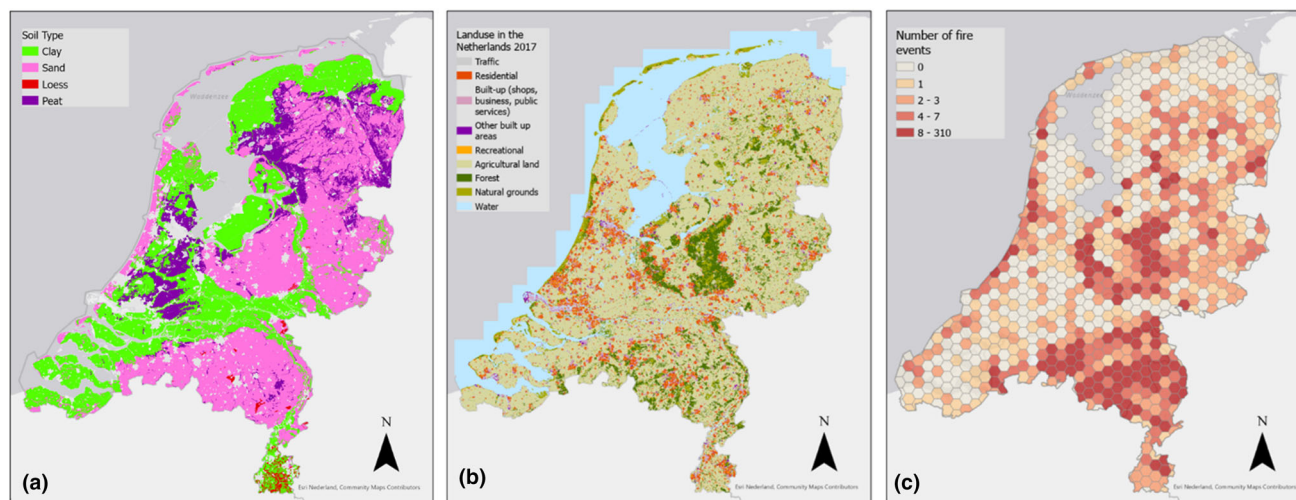 Soil Type
Clay
Sand
Loess
Peat
Waddenzee
N
(a)
Esri Nederland, Community Maps Contributors
Landuse in the
Netherlands 2017
Traffic
Residential
Built-up (shops,
business, public
services)
Other built up
areas
Recreational
Agricultural land
Forest
Natural grounds
Water
N
(b)
Esri Nederland, Community Maps Contributors
Number of fire
events
0
1
2 - 3
4 - 7
8 - 310
Waddenzee
N
(c)
Esri Nederland, Community Maps Contributors